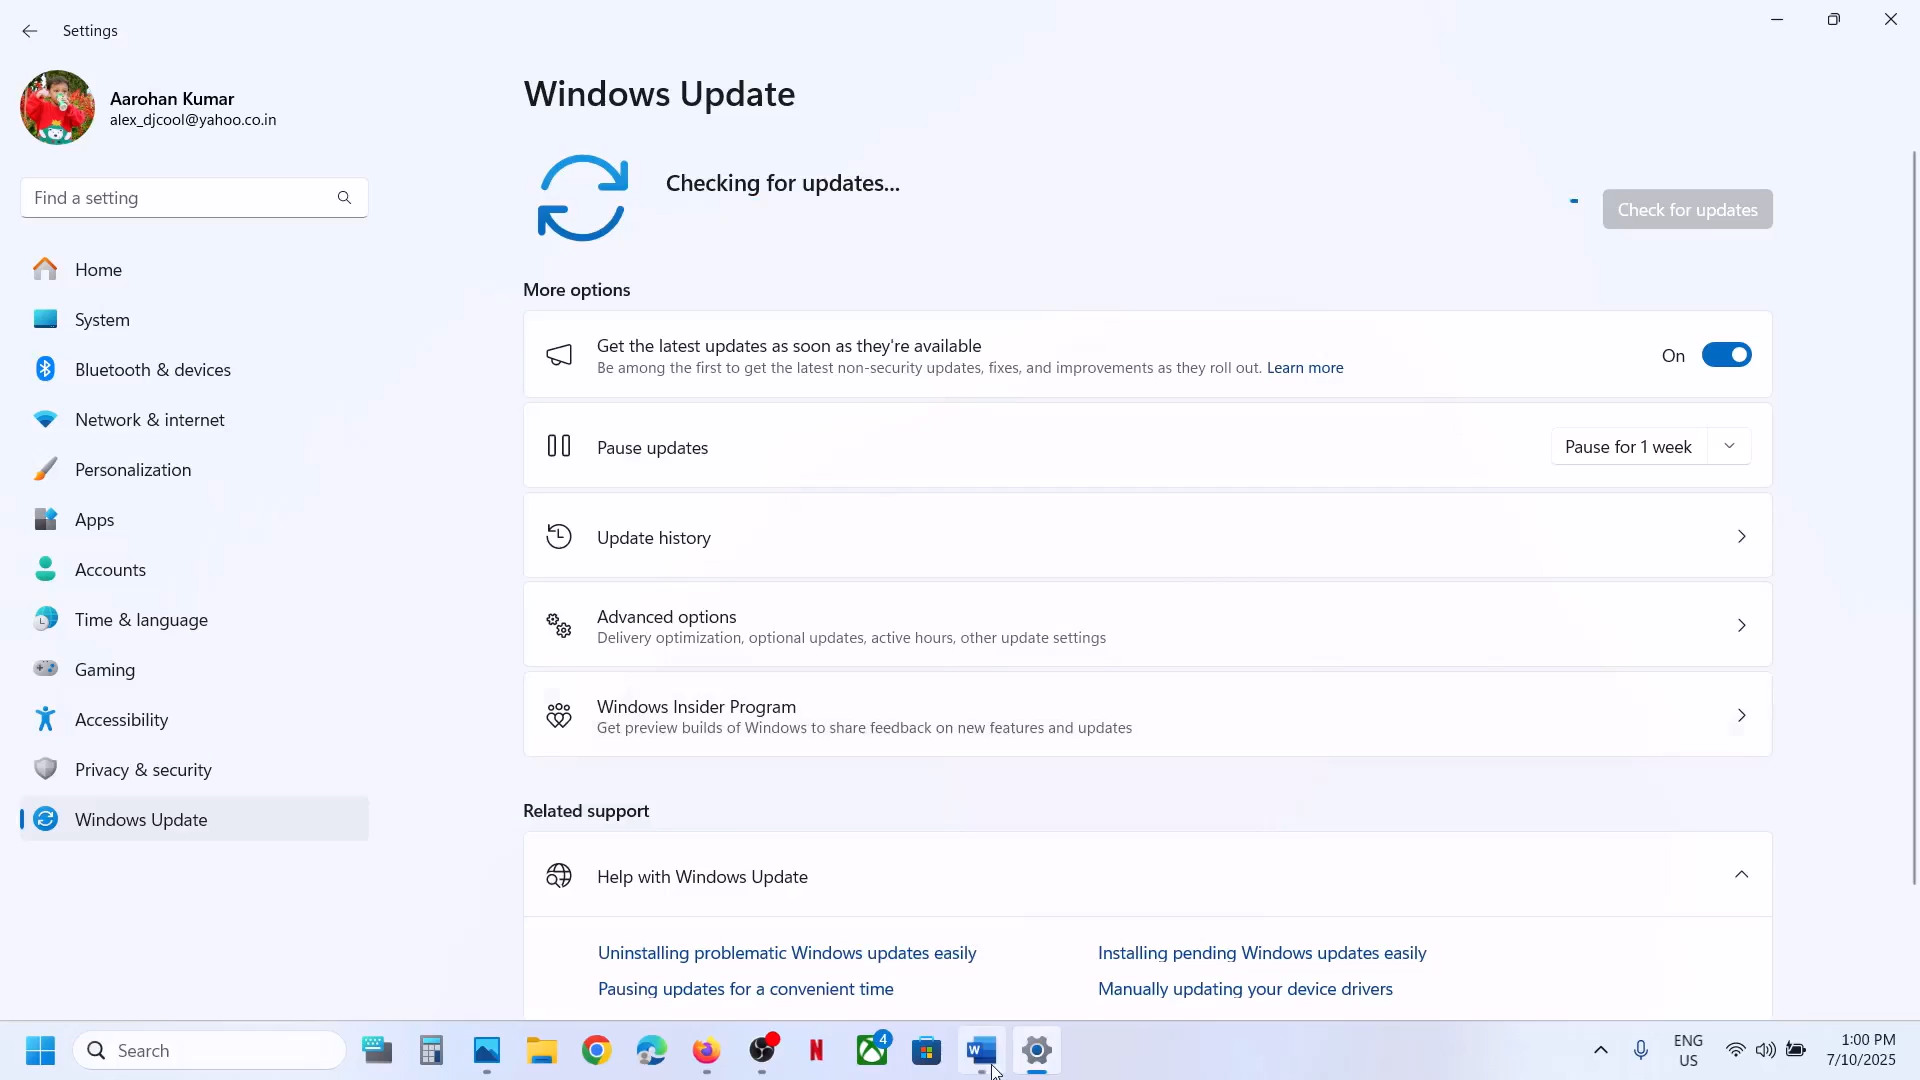 Settings
Aarohan Kumar
alex_djcool@yahoo.co.in
Find a setting
Home
System
Bluetooth & devices
Network & internet
Personalization
Apps
Accounts
Time & language
Gaming
Accessibility
Privacy & security
Windows Update
Windows Update
Checking for updates...
Check for updates
More options
Get the latest updates as soon as they're available
Be among the first to get the latest non-security updates, fixes, and improvements as they roll out. Learn more
On
Pause updates
Pause for 1 week
Update history
Advanced options
Delivery optimization, optional updates, active hours, other update settings
Windows Insider Program
Get preview builds of Windows to share feedback on new features and updates
Related support
Help with Windows Update
Uninstalling problematic Windows updates easily
Installing pending Windows updates easily
Pausing updates for a convenient time
Manually updating your device drivers
Search
N
4
W
ENG
US
1:00 PM
7/10/2025